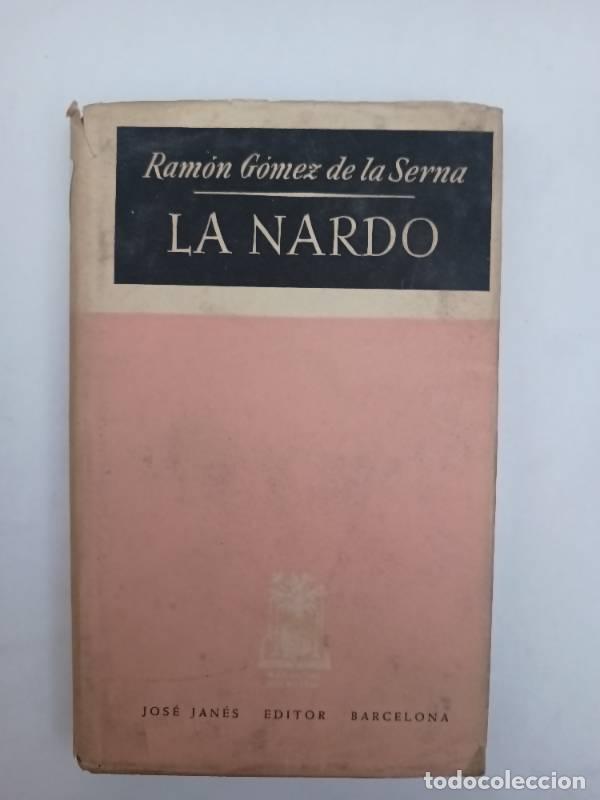 Ramón Gómez de la Serna
LA NARDO
JOSÉ JANÉS EDITOR BARCELONA
todocoleccion